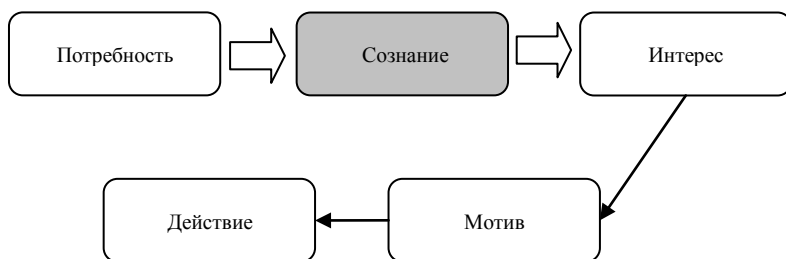 Потребность
Сознание
Интерес
Мотив
Действие